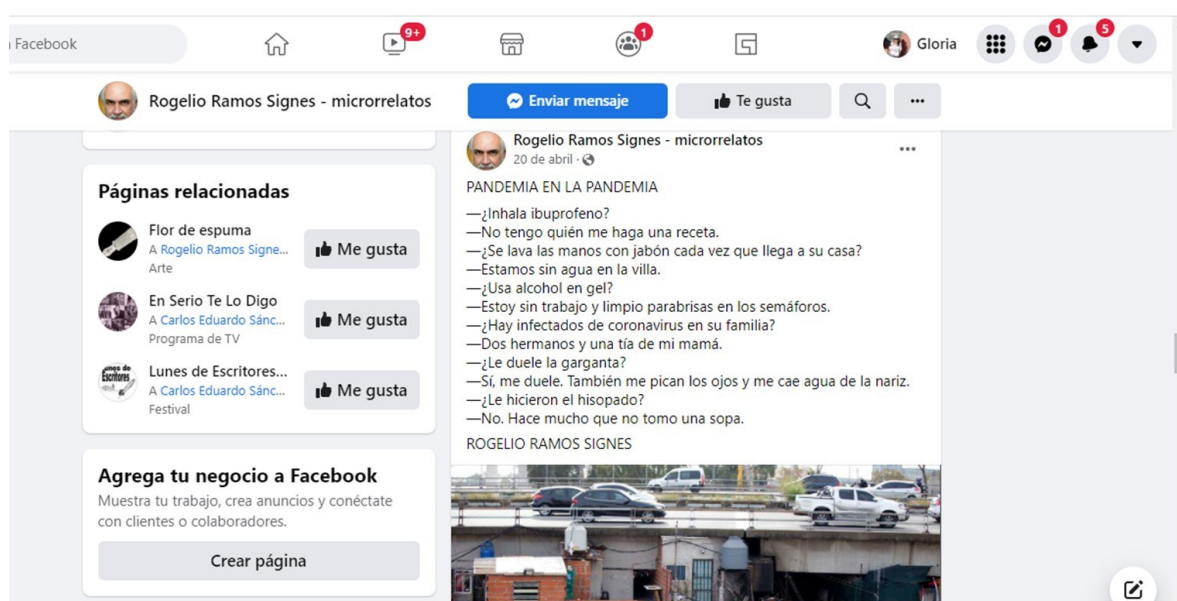 Facebook
9+
1
Gloria
1
5
Rogelio Ramos Signes - microrrelatos
Enviar mensaje
Te gusta
Páginas relacionadas
Flor de espuma
A Rogelio Ramos Signe...
Arte
Me gusta
En Serio Te Lo Digo
A Carlos Eduardo Sánc...
Programa de TV
Me gusta
Lunes de Escritores...
A Carlos Eduardo Sánc...
Festival
Me gusta
Lunes de
Escritores
Agrega tu negocio a Facebook
Muestra tu trabajo, crea anuncios y conéctate
con clientes o colaboradores.
Crear página
Rogelio Ramos Signes - microrrelatos
20 de abril ·
PANDEMIA EN LA PANDEMIA
—¿Inhala ibuprofeno?
—No tengo quién me haga una receta.
—¿Se lava las manos con jabón cada vez que llega a su casa?
—Estamos sin agua en la villa.
—¿Usa alcohol en gel?
—Estoy sin trabajo y limpio parabrisas en los semáforos.
—¿Hay infectados de coronavirus en su familia?
—Dos hermanos y una tía de mi mamá.
—¿Le duele la garganta?
—Sí, me duele. También me pican los ojos y me cae agua de la nariz.
—¿Le hicieron el hisopado?
—No. Hace mucho que no tomo una sopa.
ROGELIO RAMOS SIGNES